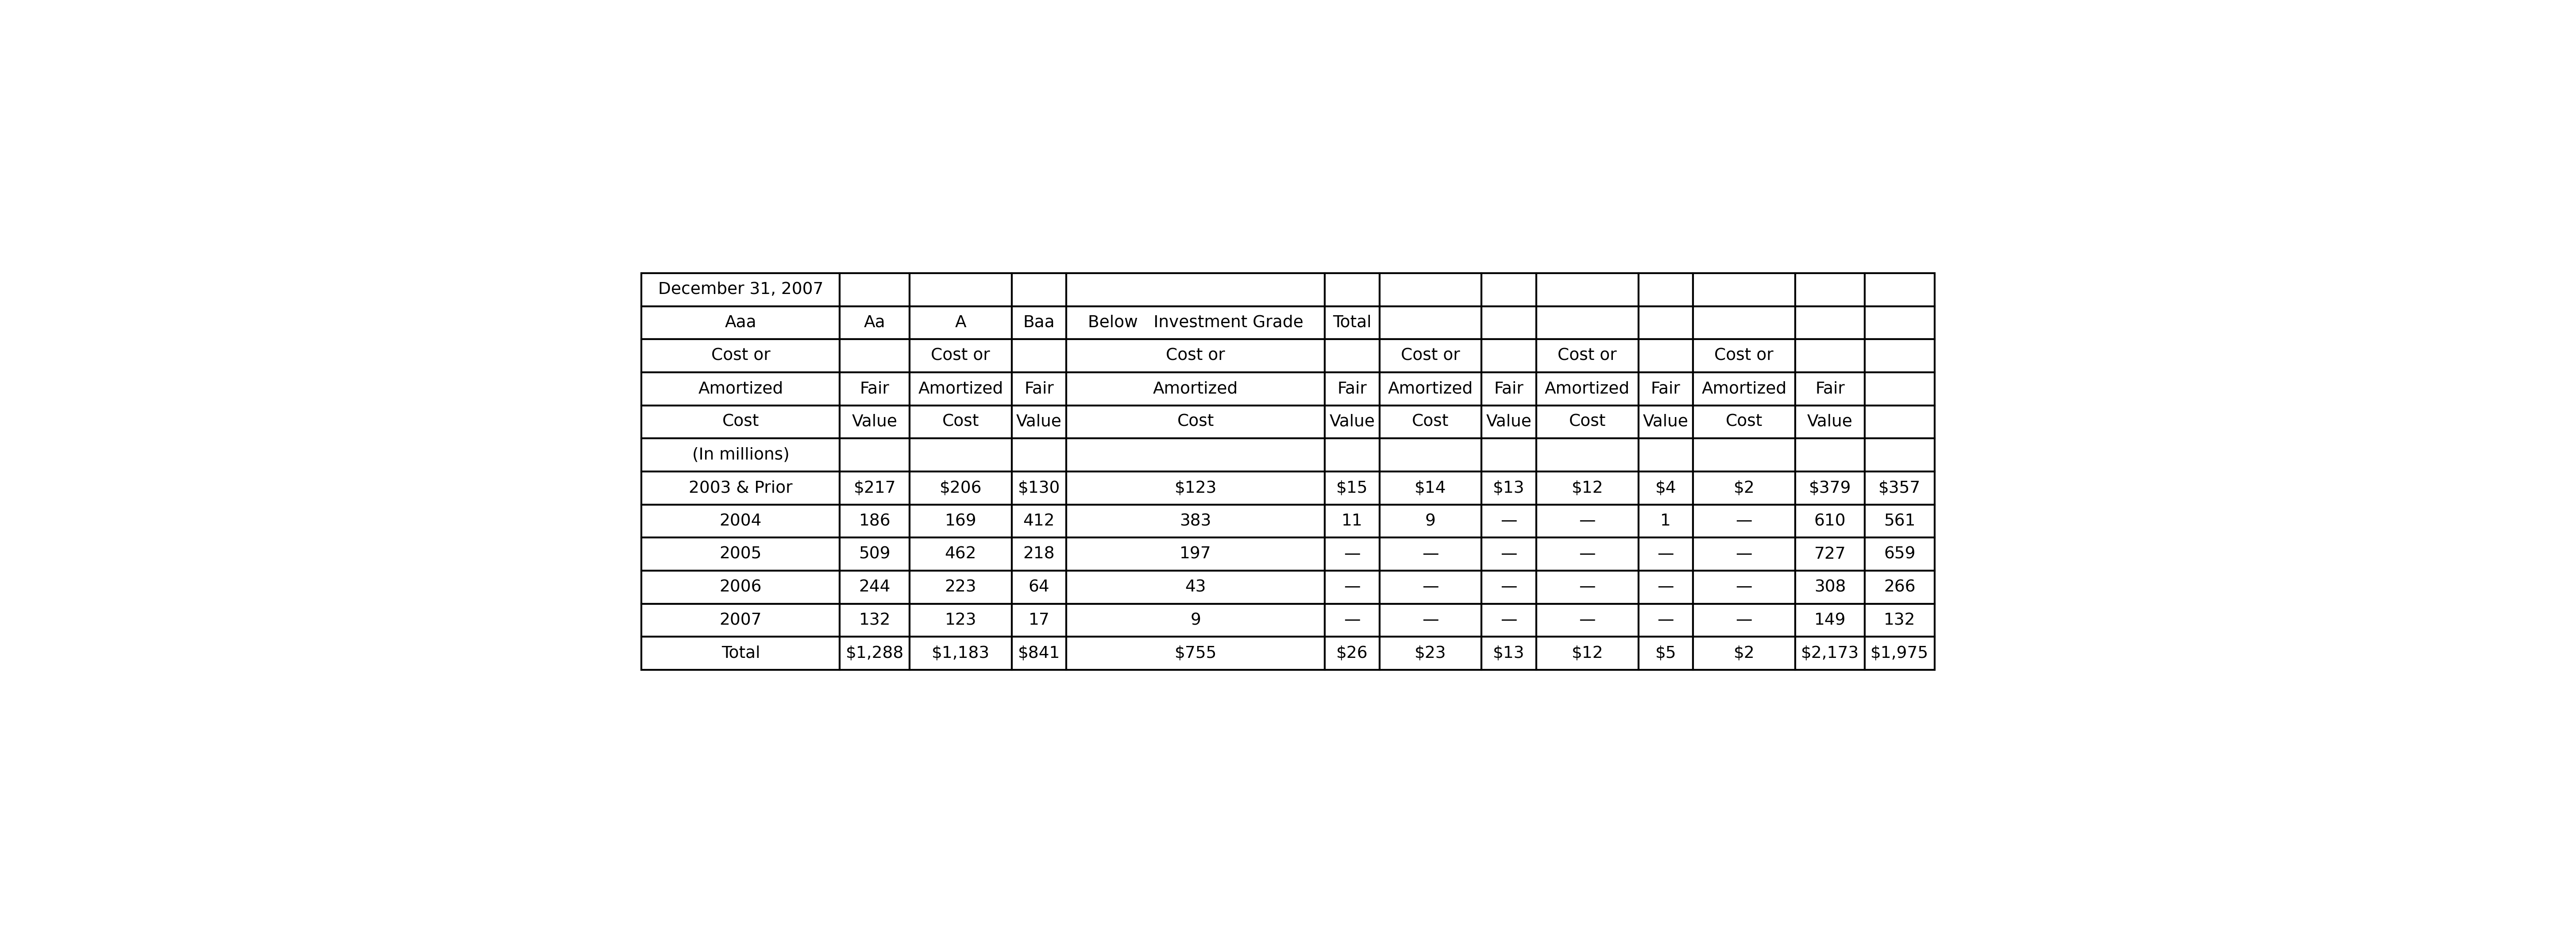 December 31, 2007
Aaa Aa A Baa Below Investment Grade Total
Cost or Cost or Cost or Cost or Cost or Cost or
Amortized Fair Amortized Fair Amortized Fair Amortized Fair Amortized Fair Amortized Fair
Cost Value Cost Value Cost Value Cost Value Cost Value Cost Value
(In millions)
2003 & Prior $217 $206 $130 $123 $15 $14 $13 $12 $4 $2 $379 $357
2004 186 169 412 383 11 9 — — 1 — 610 561
2005 509 462 218 197 — — — — — — 727 659
2006 244 223 64 43 — — — — — — 308 266
2007 132 123 17 9 — — — — — — 149 132
Total $1,288 $1,183 $841 $755 $26 $23 $13 $12 $5 $2 $2,173 $1,975